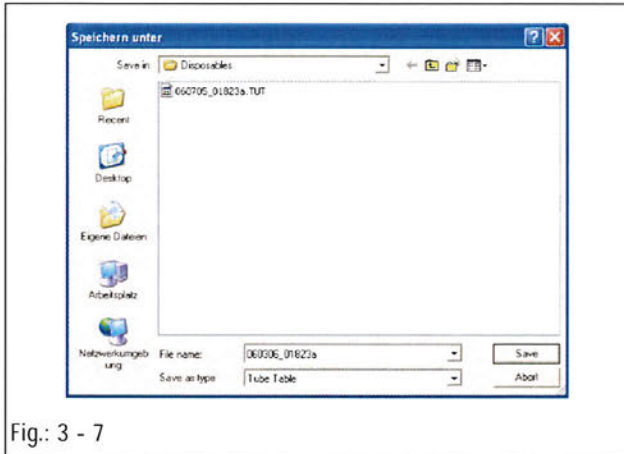 Speichern unter
Save in: Disposables
060705_01823a.TUT
Recent
Desktop
Eigene Dateien
Arbeitsplatz
Netzwerkumgeb
ung
File name: 060306_01823a Save
Save as type Tube Table Abort
Fig.: 3 - 7